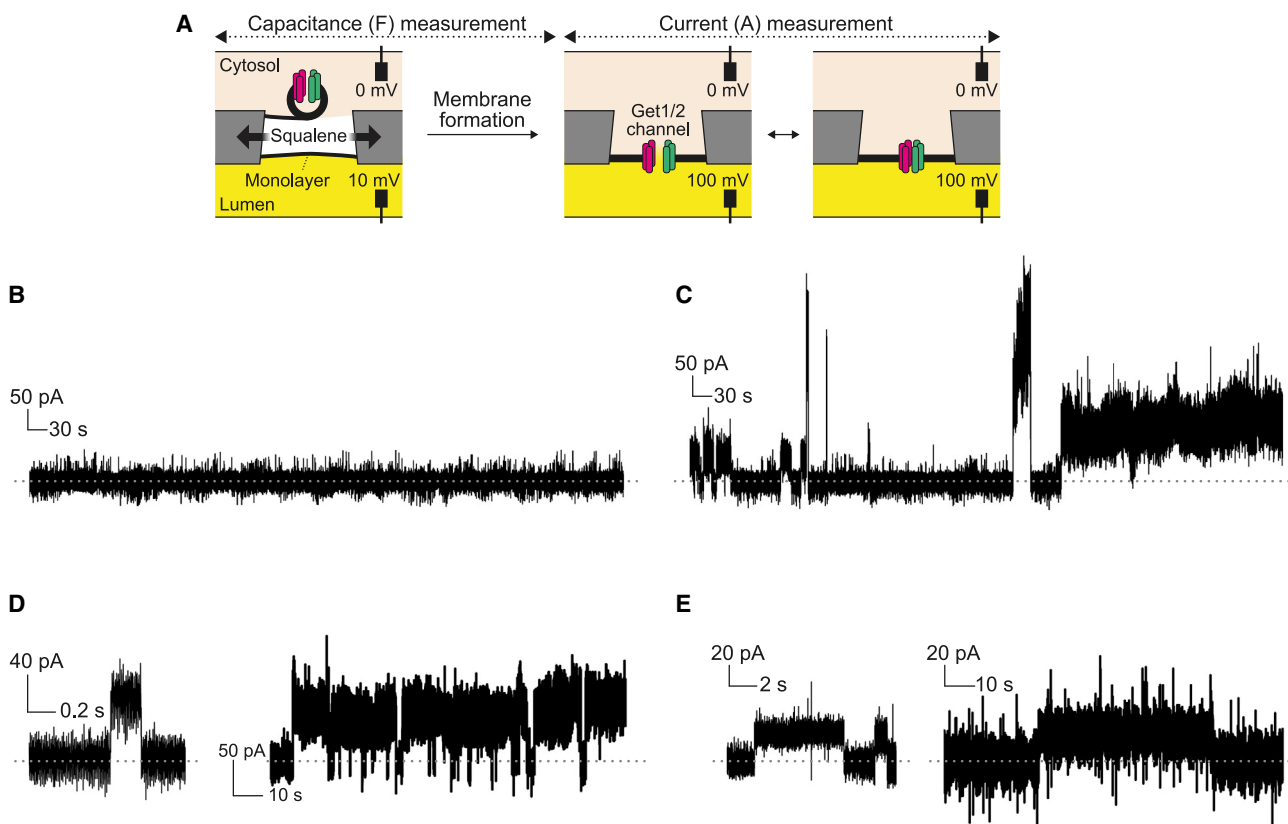 A
Capacitance (F) measurement
Current (A) measurement
Cytosol
0 mV
Squalene
Monolayer
10 mV
Lumen
Membrane
formation
0 mV
Get1/2
channel
100 mV
0 mV
100 mV
B
50 pA
30 s
C
50 pA
30 s
D
40 pA
0.2 s
50 pA
10 s
E
20 pA
2 s
20 pA
10 s